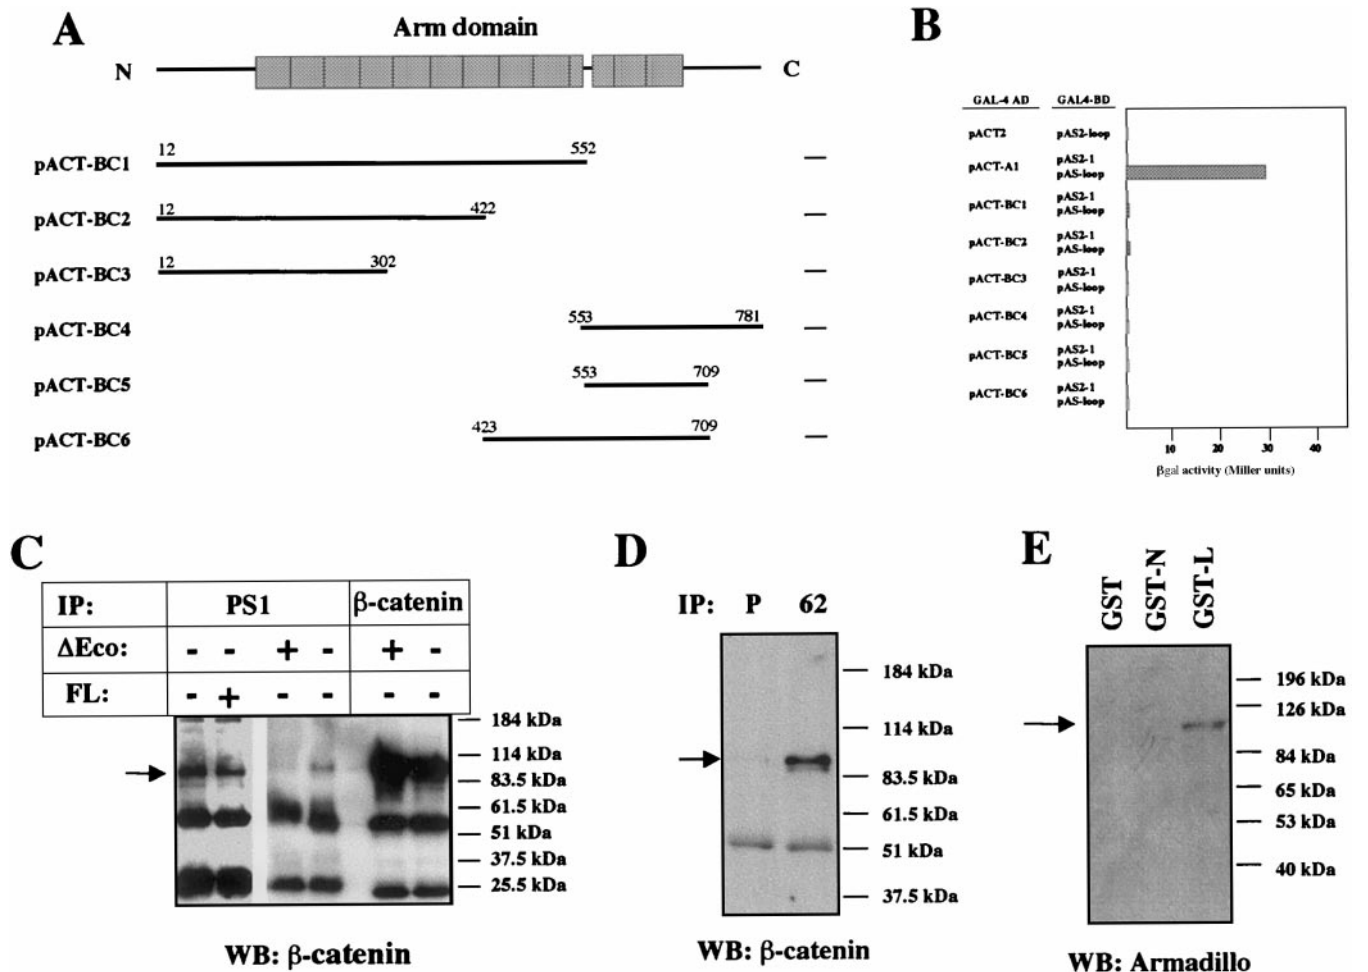 A
Arm domain
N
C
pACT-BC1
12
552
—
pACT-BC2
12
422
—
pACT-BC3
12
302
—
pACT-BC4
553
781
—
pACT-BC5
553
709
—
pACT-BC6
423
709
—
B
GAL-4 AD
GAL4-BD
pACT2
pAS2-loop
pACT-A1
pAS2-1
pAS-loop
pACT-BC1
pAS2-1
pAS-loop
pACT-BC2
pAS2-1
pAS-loop
pACT-BC3
pAS2-1
pAS-loop
pACT-BC4
pAS2-1
pAS-loop
pACT-BC5
pAS2-1
pAS-loop
pACT-BC6
pAS2-1
pAS-loop
10 20 30 40
βgal activity (Miller units)
C
IP: PS1 β-catenin
ΔEco: - - + - + -
FL: - + - - - -
184 kDa
114 kDa
83.5 kDa
61.5 kDa
51 kDa
37.5 kDa
25.5 kDa
WB: β-catenin
D
IP: P 62
184 kDa
114 kDa
83.5 kDa
61.5 kDa
51 kDa
37.5 kDa
WB: β-catenin
E
GST
GST-N
GST-L
196 kDa
126 kDa
84 kDa
65 kDa
53 kDa
40 kDa
WB: Armadillo